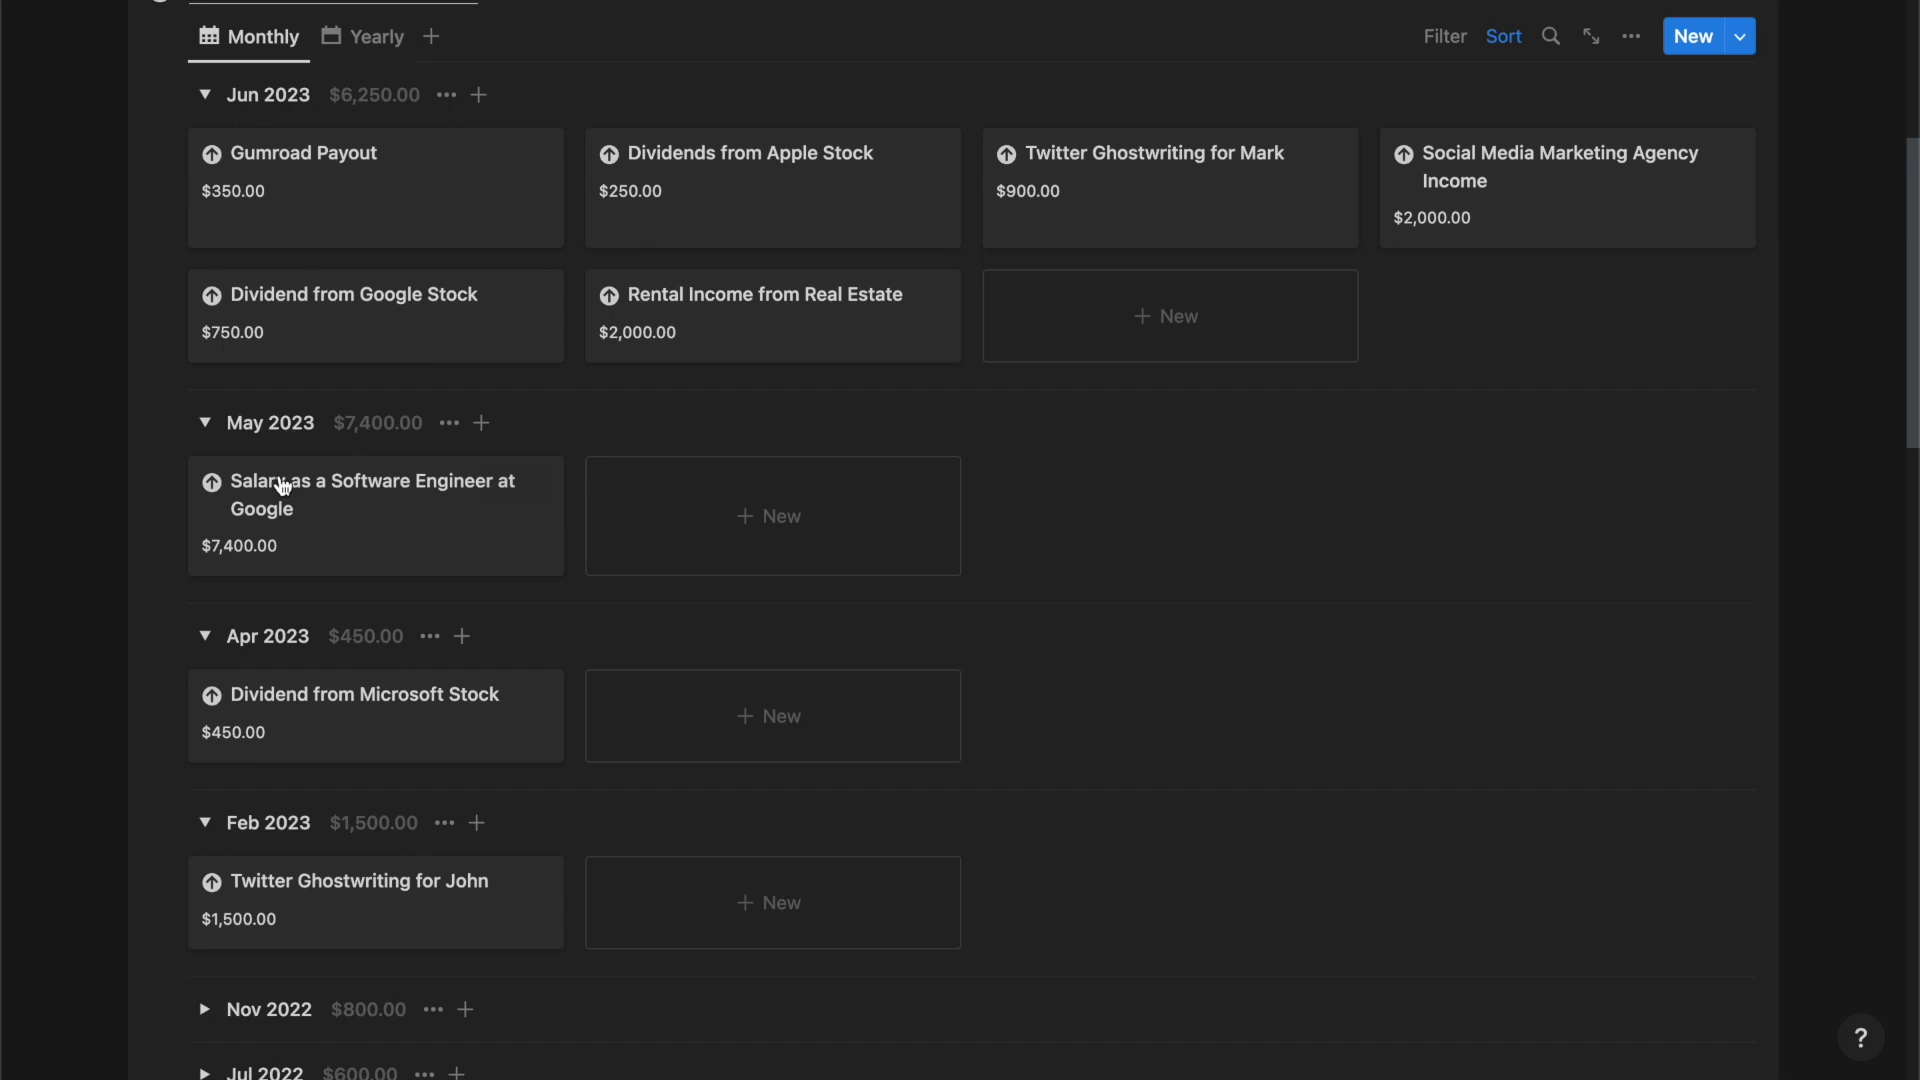 Monthly Yearly Filter Sort New
Jun 2023 $6,250.00
Gumroad Payout
$350.00
Dividends from Apple Stock
$250.00
Twitter Ghostwriting for Mark
$900.00
Social Media Marketing Agency
Income
$2,000.00
Dividend from Google Stock
$750.00
Rental Income from Real Estate
$2,000.00
New
May 2023 $7,400.00
Salary as a Software Engineer at
Google
$7,400.00
New
Apr 2023 $450.00
Dividend from Microsoft Stock
$450.00
New
Feb 2023 $1,500.00
Twitter Ghostwriting for John
$1,500.00
New
Nov 2022 $800.00
?
Jul 2022 $600.00